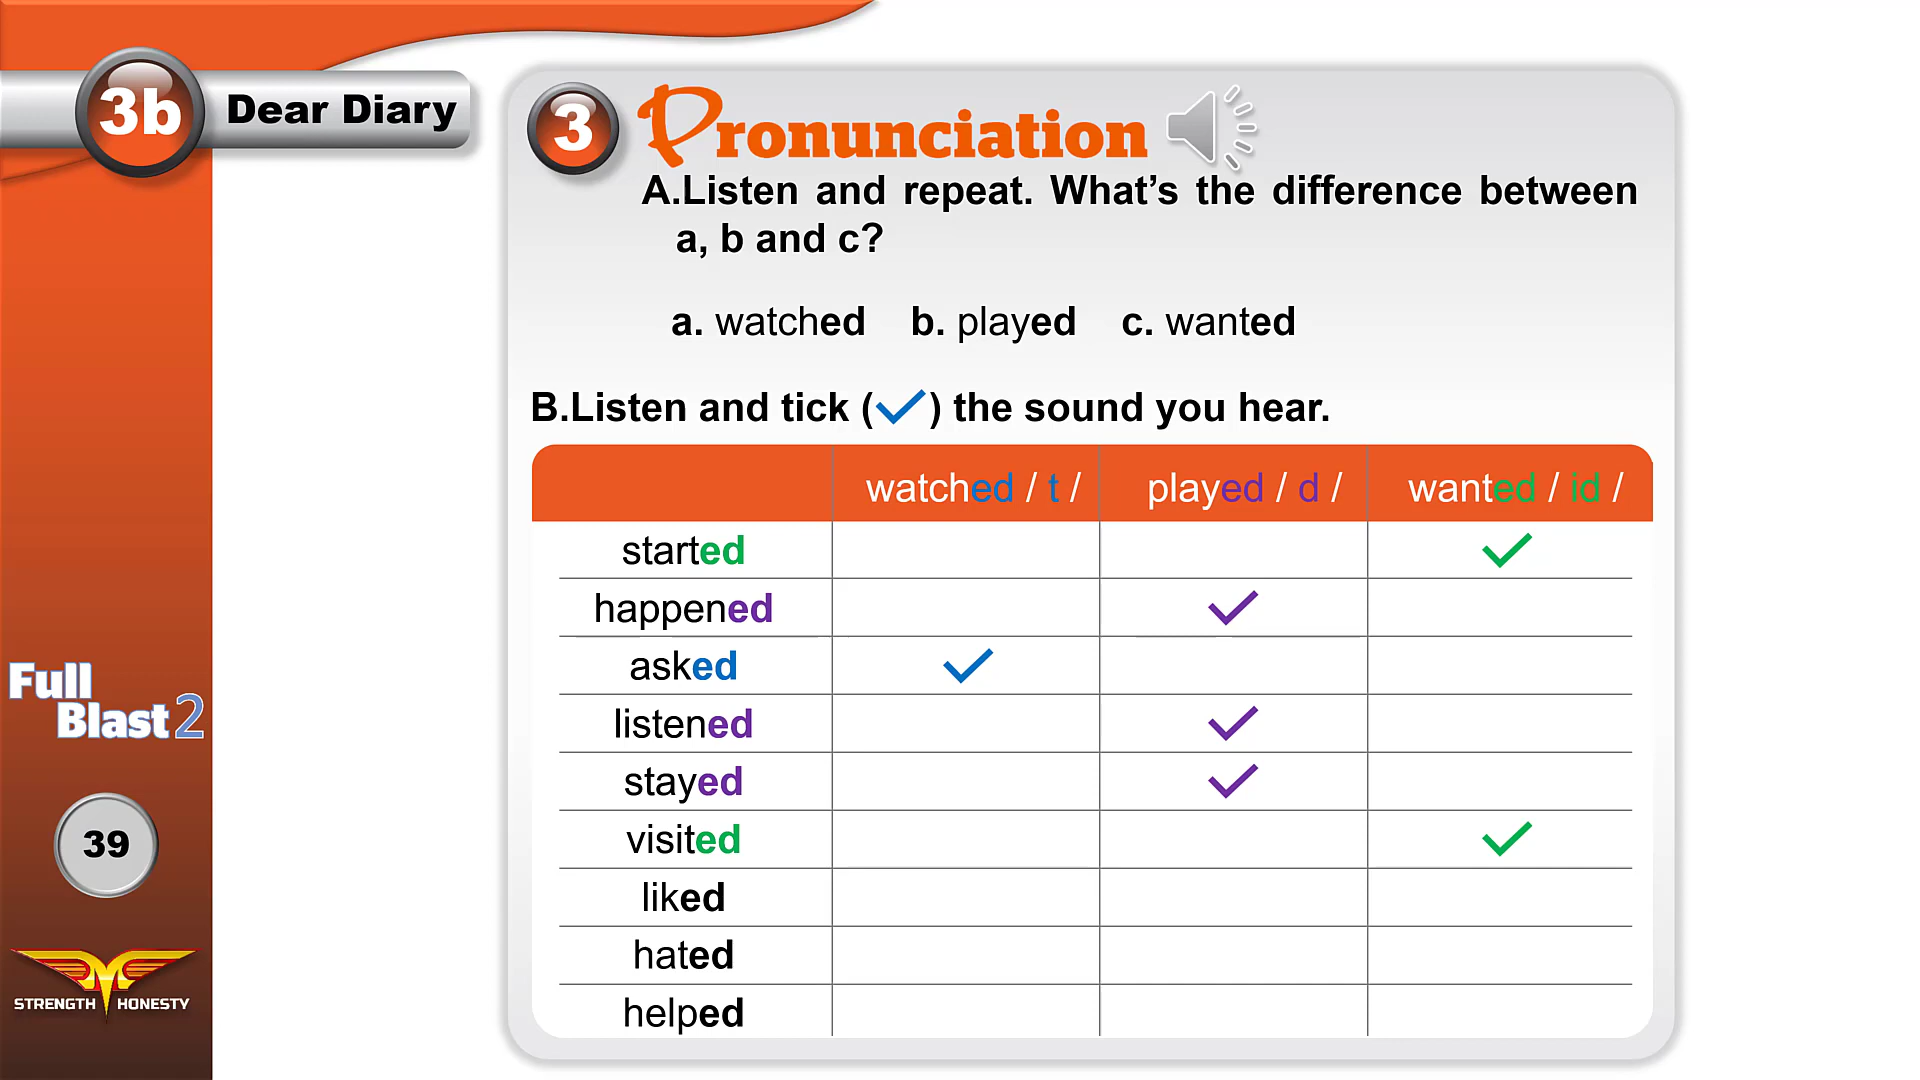 3b Dear Diary
3 Pronunciation
A.Listen and repeat. What’s the difference between
a, b and c?
a. watched b. played c. wanted
B.Listen and tick (✓) the sound you hear.
watched / t / played / d / wanted / id /
started ✓
happened ✓
asked ✓
listened ✓
stayed ✓
visited ✓
liked
hated
helped
Full
Blast 2
39
STRENGTH HONESTY